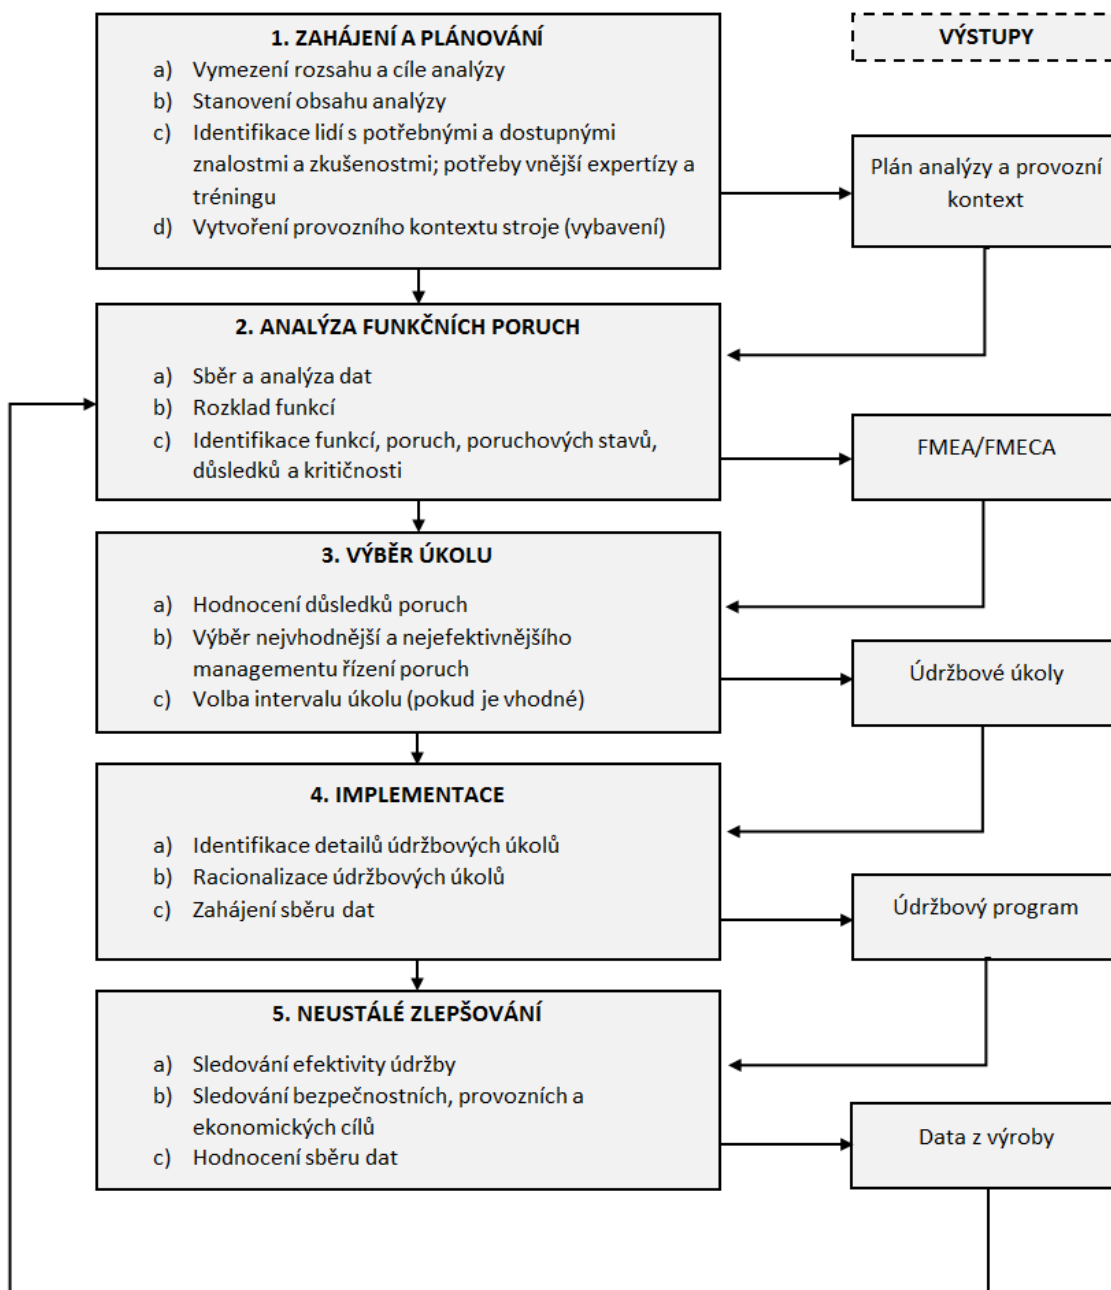 1. ZAHÁJENÍ A PLÁNOVÁNÍ
a) Vymezení rozsahu a cíle analýzy
b) Stanovení obsahu analýzy
c) Identifikace lidí s potřebnými a dostupnými
znalostmi a zkušenostmi; potřeby vnější expertízy a
tréningu
d) Vytvoření provozního kontextu stroje (vybavení)
VÝSTUPY
Plán analýzy a provozní
kontext
2. ANALÝZA FUNKČNÍCH PORUCH
a) Sběr a analýza dat
b) Rozklad funkcí
c) Identifikace funkcí, poruch, poruchových stavů,
důsledků a kritičnosti
FMEA/FMECA
3. VÝBĚR ÚKOLU
a) Hodnocení důsledků poruch
b) Výběr nejvhodnější a nejefektivnějšího
managementu řízení poruch
c) Volba intervalu úkolu (pokud je vhodné)
Údržbové úkoly
4. IMPLEMENTACE
a) Identifikace detailů údržbových úkolů
b) Racionalizace údržbových úkolů
c) Zahájení sběru dat
Údržbový program
5. NEUSTÁLÉ ZLEPŠOVÁNÍ
a) Sledování efektivity údržby
b) Sledování bezpečnostních, provozních a
ekonomických cílů
c) Hodnocení sběru dat
Data z výroby